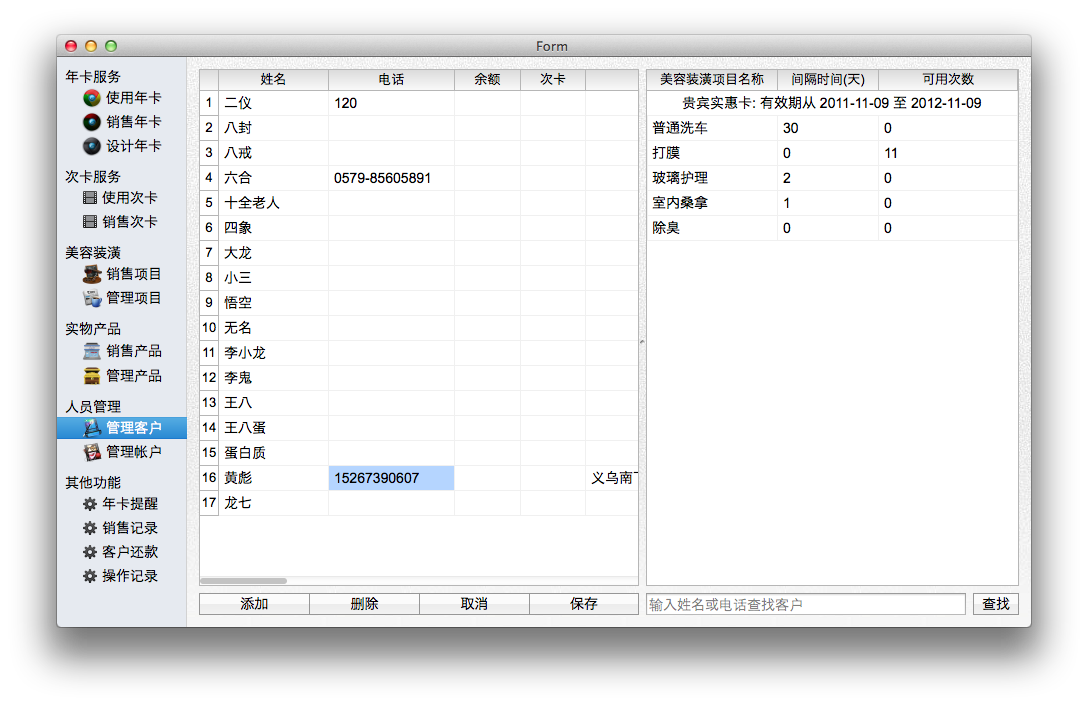 Form
年卡服务
使用年卡
销售年卡
设计年卡
次卡服务
使用次卡
销售次卡
美容装潢
销售项目
管理项目
实物产品
销售产品
管理产品
人员管理
管理客户
管理帐户
其他功能
年卡提醒
销售记录
客户还款
操作记录
姓名 电话 余额 次卡
1 二仪 120
2 八封
3 八戒
4 六合 0579-85605891
5 十全老人
6 四象
7 大龙
8 小三
9 悟空
10 无名
11 李小龙
12 李鬼
13 王八
14 王八蛋
15 蛋白质
16 黄彪 15267390607 义乌南
17 龙七
添加 删除 取消 保存
美容装潢项目名称 间隔时间(天) 可用次数
贵宾实惠卡: 有效期从 2011-11-09 至 2012-11-09
普通洗车 30 0
打膜 0 11
玻璃护理 2 0
室内桑拿 1 0
除臭 0 0
输入姓名或电话查找客户 查找